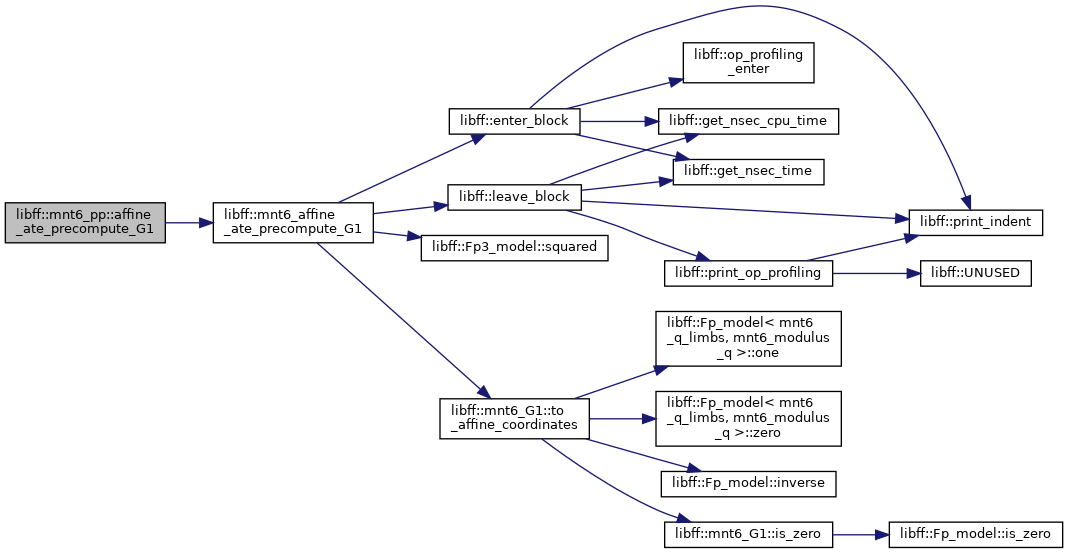 libff::mnt6_pp::affine
_ate_precompute_G1
libff::mnt6_affine
_ate_precompute_G1
libff::enter_block
libff::op_profiling
_enter
libff::get_nsec_cpu_time
libff::get_nsec_time
libff::leave_block
libff::print_indent
libff::Fp3_model::squared
libff::print_op_profiling
libff::UNUSED
libff::mnt6_G1::to
_affine_coordinates
libff::Fp_model< mnt6
_q_limbs, mnt6_modulus
_q >::one
libff::Fp_model< mnt6
_q_limbs, mnt6_modulus
_q >::zero
libff::Fp_model::inverse
libff::mnt6_G1::is_zero
libff::Fp_model::is_zero